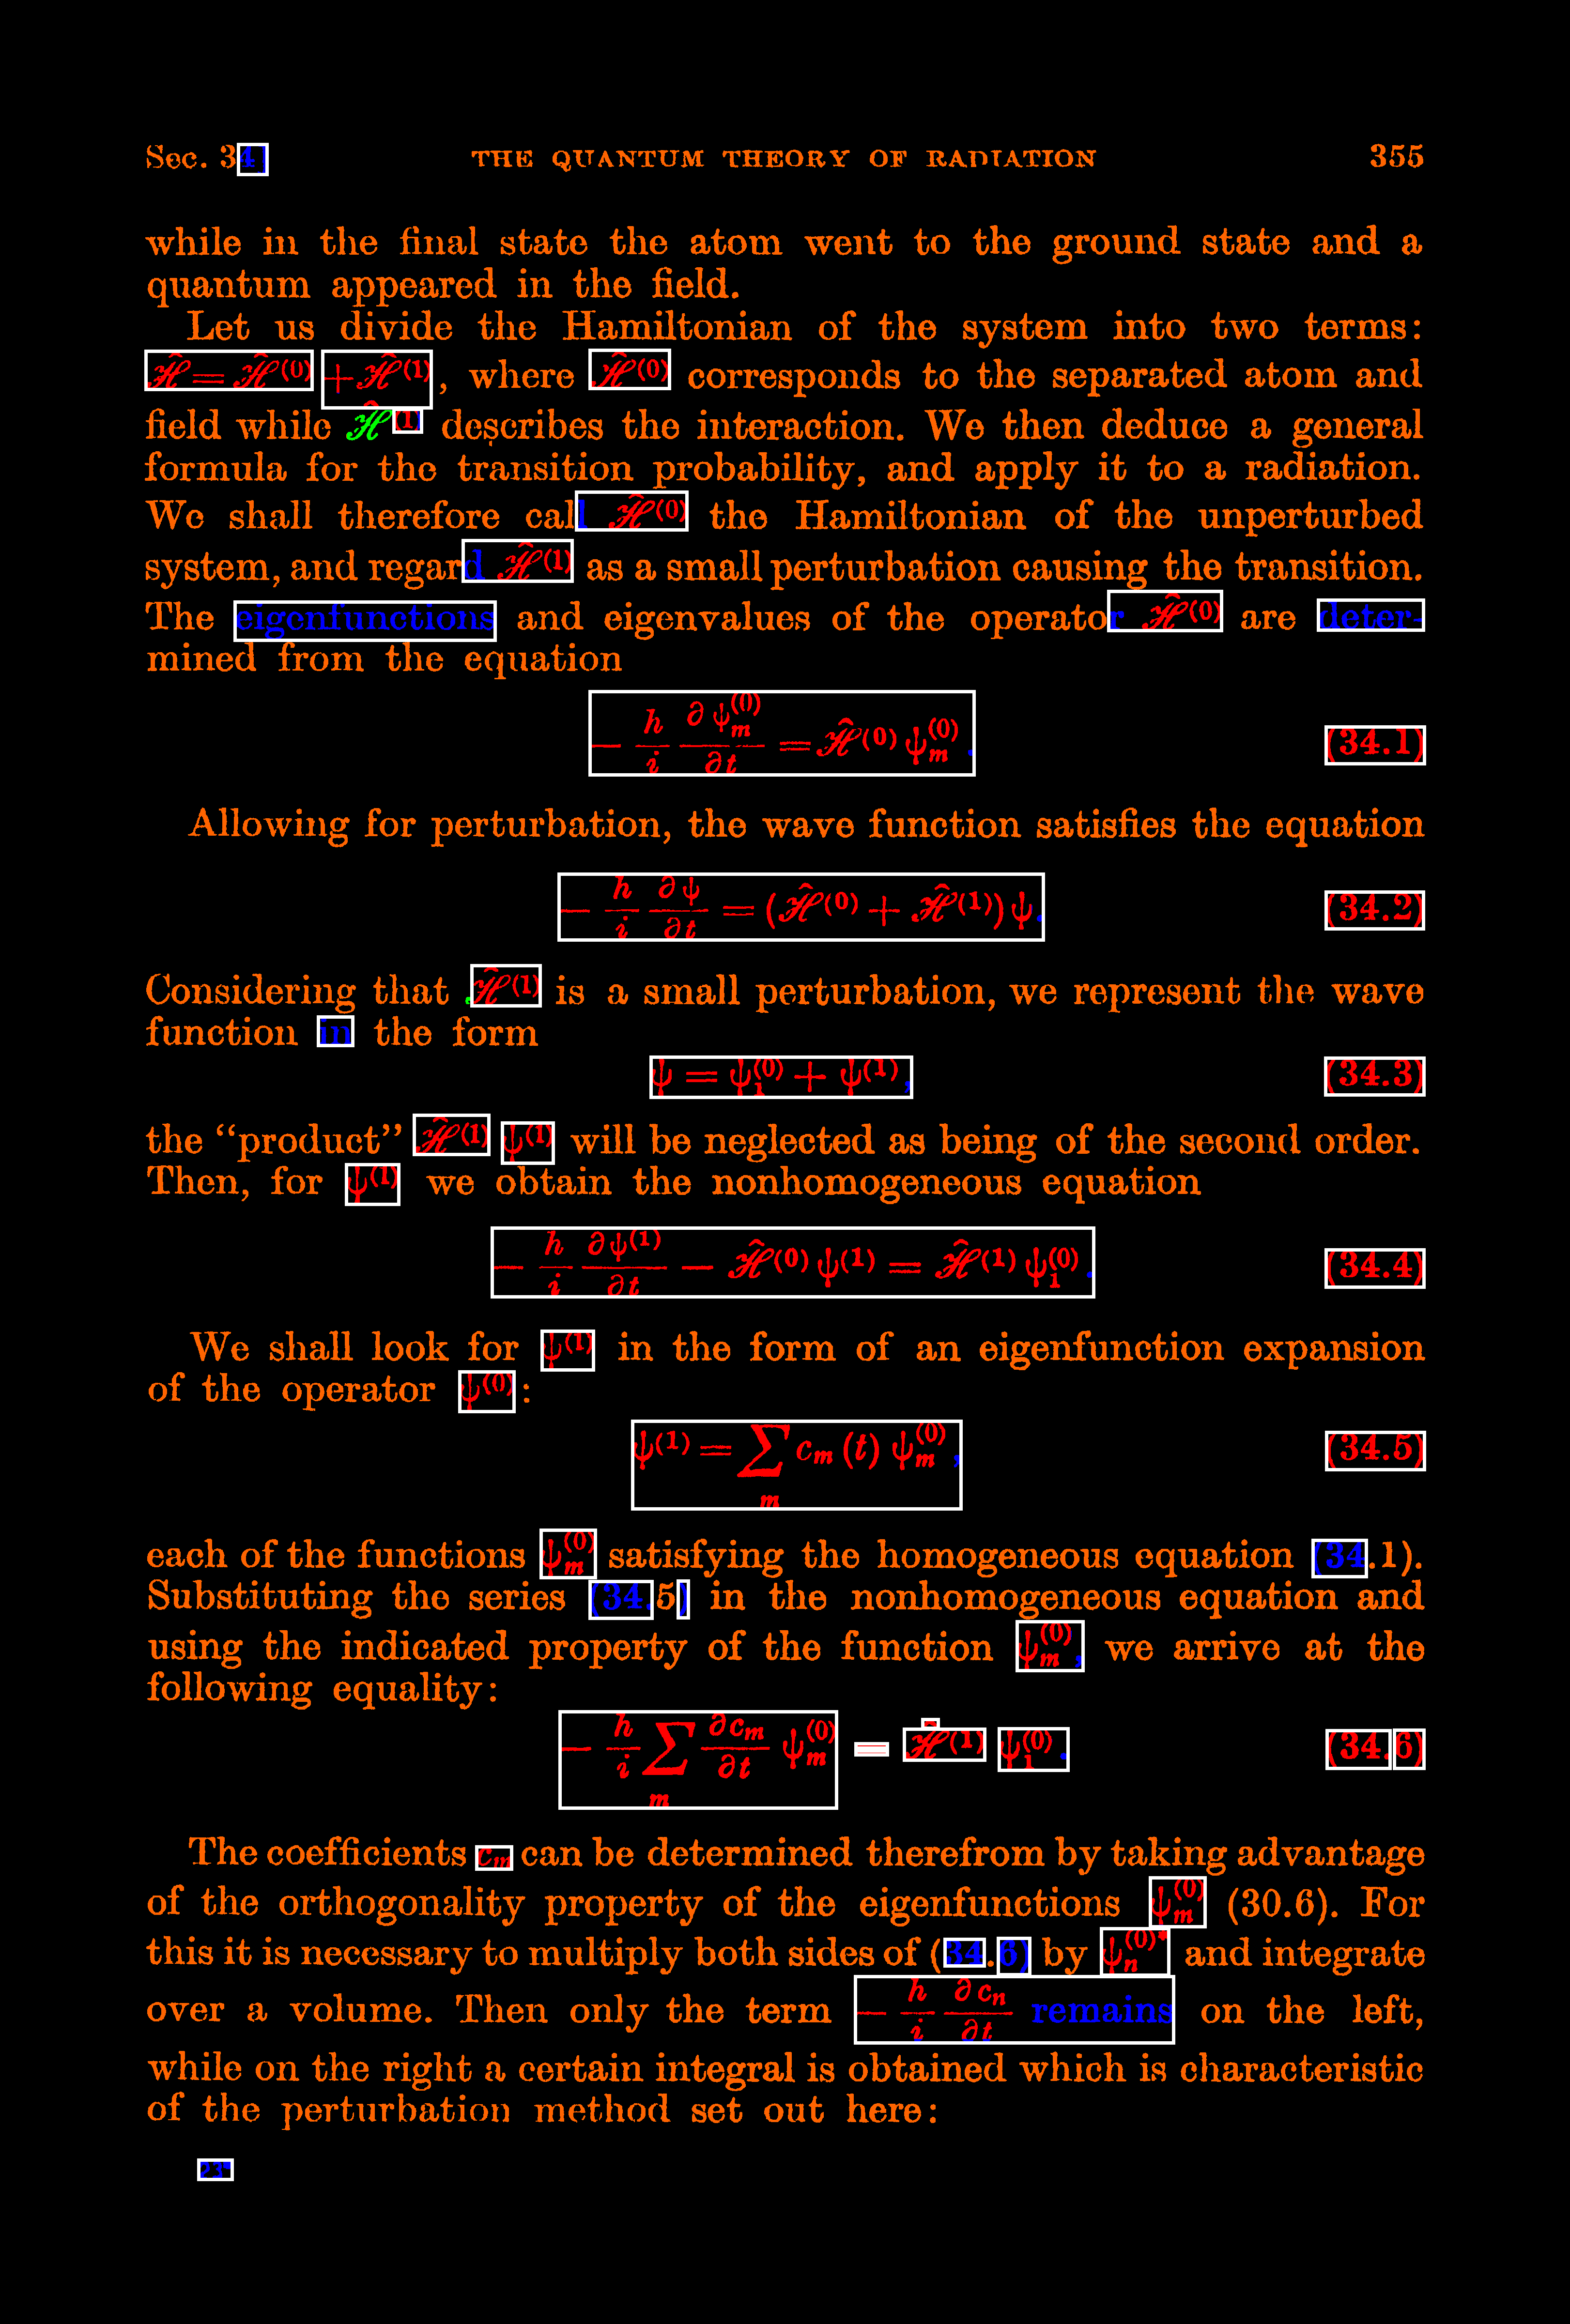 Sec. 34] THE QUANTUM THEORY OF RADIATION 355
while in the final state the atom went to the ground state and a
quantum appeared in the field.
Let us divide the Hamiltonian of the system into two terms:
ℋ̂ = ℋ̂⁽⁰⁾ + ℋ̂⁽¹⁾, where ℋ̂⁽⁰⁾ corresponds to the separated atom and
field while ℋ̂⁽¹⁾ describes the interaction. We then deduce a general
formula for the transition probability, and apply it to a radiation.
We shall therefore call ℋ̂⁽⁰⁾ the Hamiltonian of the unperturbed
system, and regard ℋ̂⁽¹⁾ as a small perturbation causing the transition.
The eigenfunctions and eigenvalues of the operator ℋ̂⁽⁰⁾ are deter-
mined from the equation
− h/i ∂ψ_m^(0)/∂t = ℋ̂^(0) ψ_m^(0). (34.1)
Allowing for perturbation, the wave function satisfies the equation
− h/i ∂ψ/∂t = (ℋ̂^(0) + ℋ̂^(1)) ψ. (34.2)
Considering that ℋ̂⁽¹⁾ is a small perturbation, we represent the wave
function in the form
ψ = ψ_1^(0) + ψ^(1), (34.3)
the "product" ℋ̂⁽¹⁾ ψ⁽¹⁾ will be neglected as being of the second order.
Then, for ψ⁽¹⁾ we obtain the nonhomogeneous equation
− h/i ∂ψ^(1)/∂t − ℋ̂^(0) ψ^(1) = ℋ̂^(1) ψ_1^(0). (34.4)
We shall look for ψ⁽¹⁾ in the form of an eigenfunction expansion
of the operator ψ⁽⁰⁾:
ψ^(1) = ∑_m c_m (t) ψ_m^(0), (34.5)
each of the functions ψ_m^(0) satisfying the homogeneous equation (34.1).
Substituting the series (34.5) in the nonhomogeneous equation and
using the indicated property of the function ψ_m^(0), we arrive at the
following equality:
− h/i ∑_m ∂c_m/∂t ψ_m^(0) = ℋ̂^(1) ψ_1^(0). (34.6)
The coefficients c_m can be determined therefrom by taking advantage
of the orthogonality property of the eigenfunctions ψ_m^(0) (30.6). For
this it is necessary to multiply both sides of (34.6) by ψ_n^(0)* and integrate
over a volume. Then only the term − h/i ∂c_n/∂t remains on the left,
while on the right a certain integral is obtained which is characteristic
of the perturbation method set out here:
23*